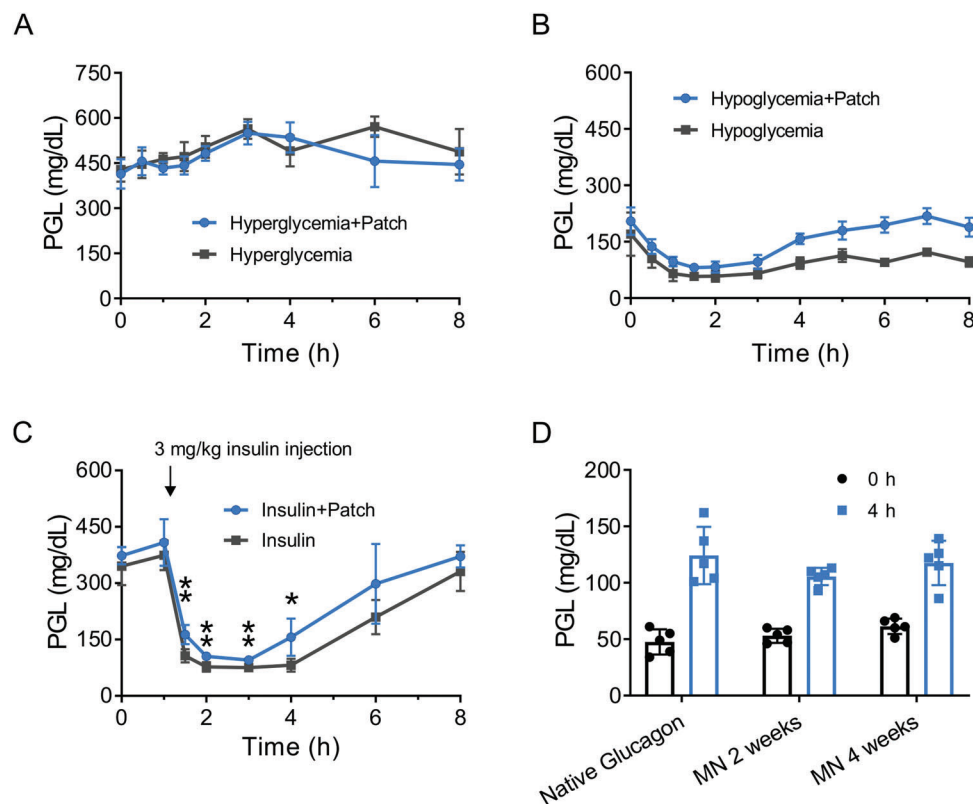 A
PGL (mg/dL)
750
600
450
300
150
0
Hyperglycemia+Patch
Hyperglycemia
0 2 4 6 8
Time (h)
B
PGL (mg/dL)
600
450
300
150
0
Hypoglycemia+Patch
Hypoglycemia
0 2 4 6 8
Time (h)
C
3 mg/kg insulin injection
PGL (mg/dL)
600
450
300
150
0
Insulin+Patch
Insulin
**
**
**
*
0 2 4 6 8
Time (h)
D
PGL (mg/dL)
200
150
100
50
0
0 h
4 h
Native Glucagon
MN 2 weeks
MN 4 weeks